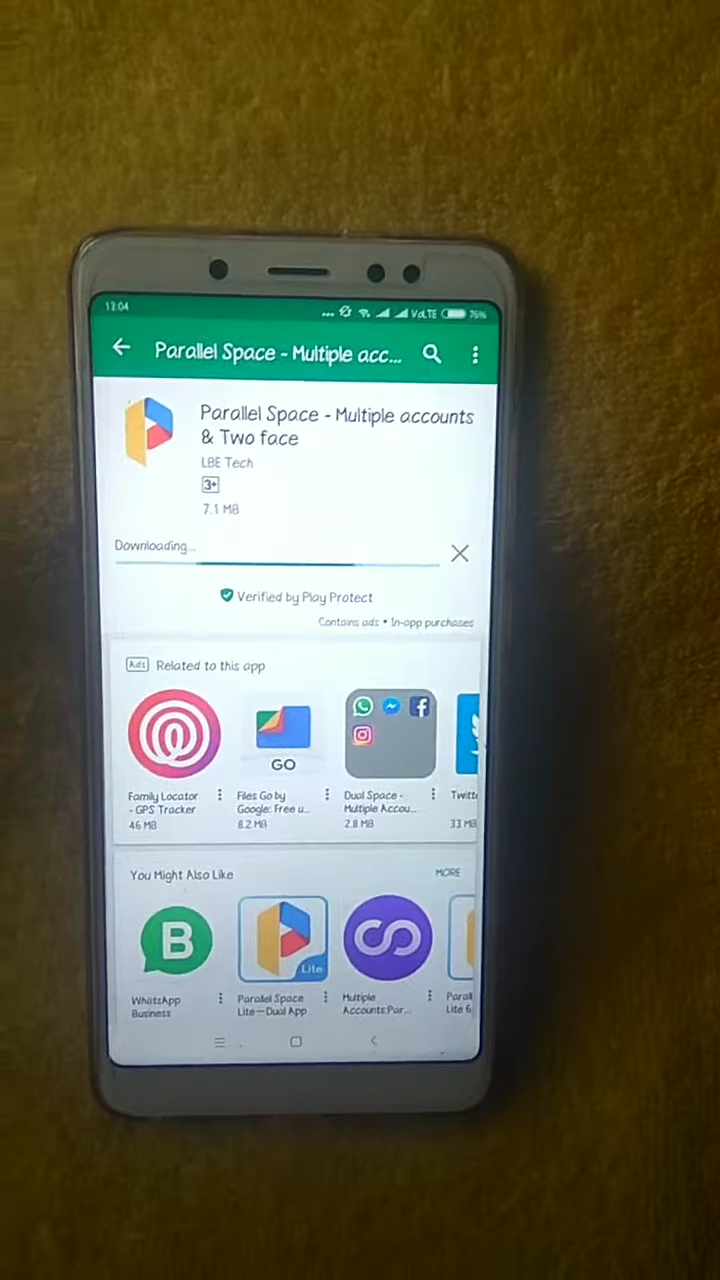 13:04
... VoLTE 76%
Parallel Space - Multiple acc...
Parallel Space - Multiple accounts
& Two face
LBE Tech
3+
7.1 MB
Downloading...
Verified by Play Protect
Contains ads • In-app purchases
Ads Related to this app
GO
Family Locator
- GPS Tracker
46 MB
Files Go by
Google: Free u...
8.2 MB
Dual Space -
Multiple Accou...
2.8 MB
Twitt
33 MB
You Might Also Like
MORE
B
Lite
WhatsApp
Business
Parallel Space
Lite—Dual App
Multiple
Accounts:Par...
Paral
Lite 6